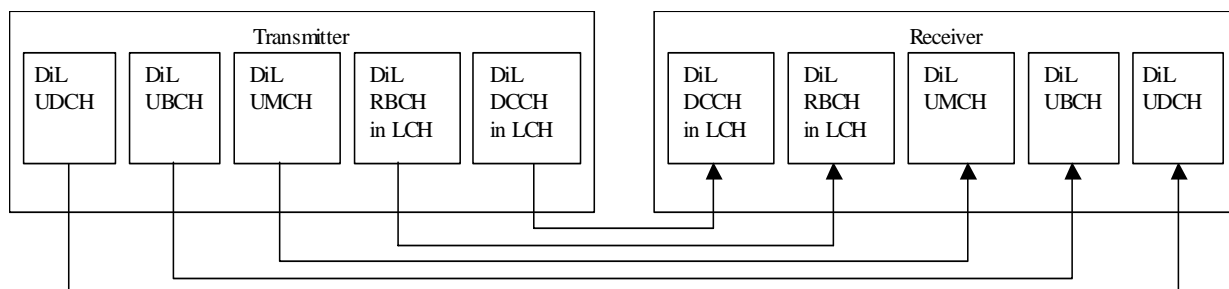 Transmitter
DiL
UDCH
DiL
UBCH
DiL
UMCH
DiL
RBCH
in LCH
DiL
DCCH
in LCH
Receiver
DiL
DCCH
in LCH
DiL
RBCH
in LCH
DiL
UMCH
DiL
UBCH
DiL
UDCH